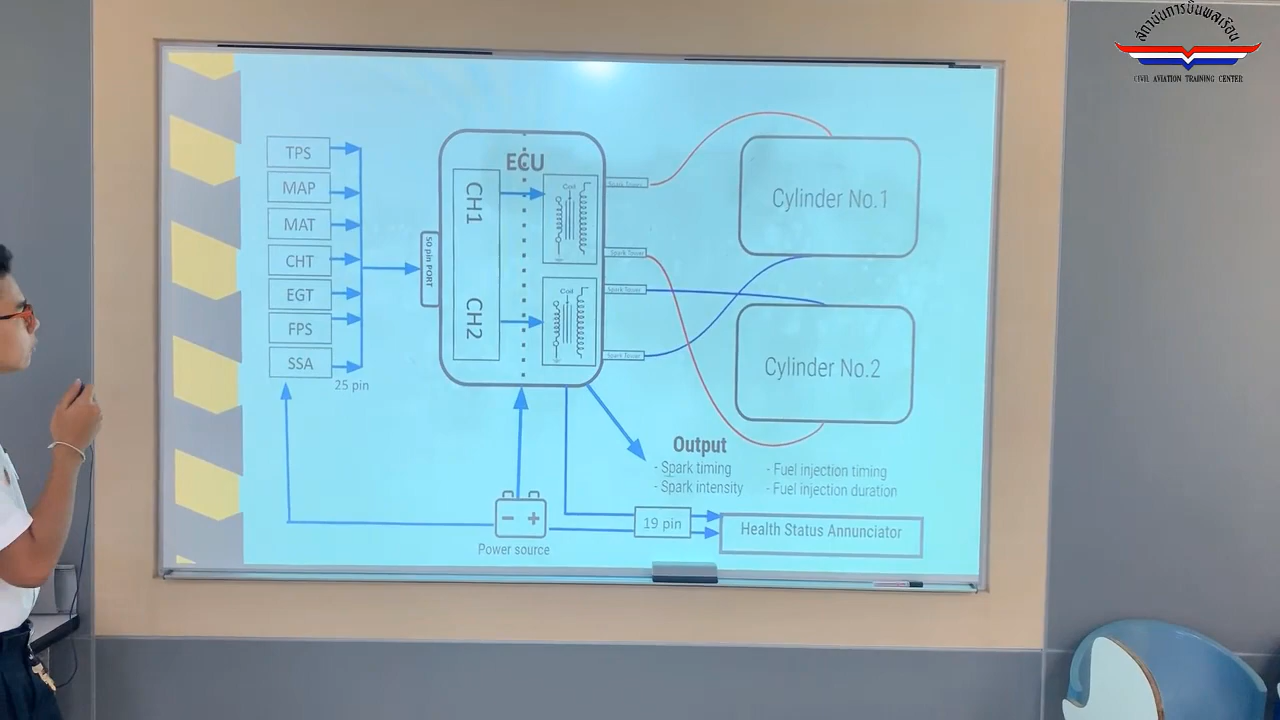 สถาบันการบินพลเรือน
CIVIL AVIATION TRAINING CENTER
TPS
MAP
MAT
CHT
EGT
FPS
SSA
25 pin
50 pin PORT
ECU
CH1
CH2
Coil
Coil
Spark Tower
Spark Tower
Spark Tower
Spark Tower
Cylinder No.1
Cylinder No.2
Output
- Spark timing
- Spark intensity
- Fuel injection timing
- Fuel injection duration
Power source
19 pin
Health Status Annunciator